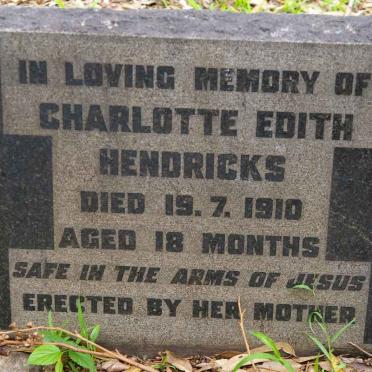 IN LOVING MEMORY OF
CHARLOTTE EDITH
HENDRICKS
DIED 19. 7. 1910
AGED 18 MONTHS
SAFE IN THE ARMS OF JESUS
ERECTED BY HER MOTHER